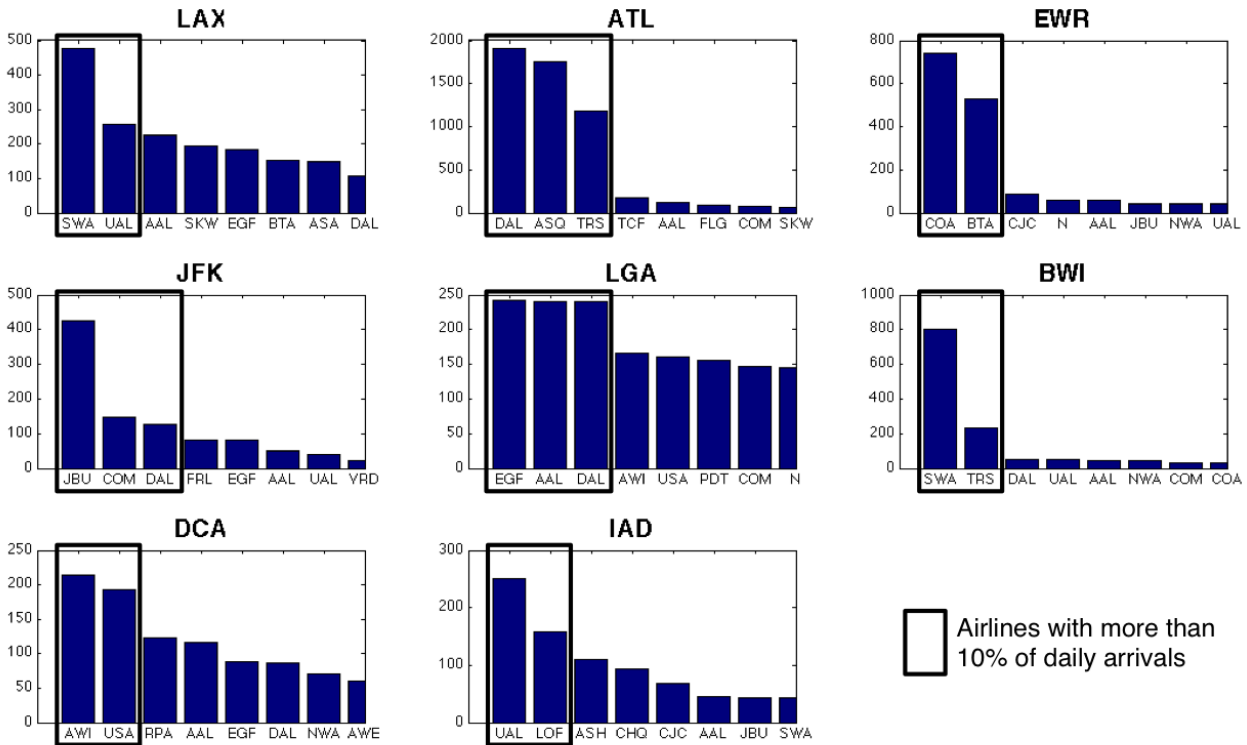 LAX
500
400
300
200
100
0
SWA UAL AAL SKW EGF BTA ASA DAL
ATL
2000
1500
1000
500
0
DAL ASQ TRS TCF AAL FLG COM SKW
EWR
800
600
400
200
0
COA BTA CJC N AAL JBU NWA UAL
JFK
500
400
300
200
100
0
JBU COM DAL FRL EGF AAL UAL VRD
LGA
250
200
150
100
50
0
EGF AAL DAL AWI USA PDT COM N
BWI
1000
800
600
400
200
0
SWA TRS DAL UAL AAL NWA COM COA
DCA
250
200
150
100
50
0
AWI USA RPA AAL EGF DAL NWA AWE
IAD
300
200
100
0
UAL LOF ASH CHQ CJC AAL JBU SWA
Airlines with more than
10% of daily arrivals